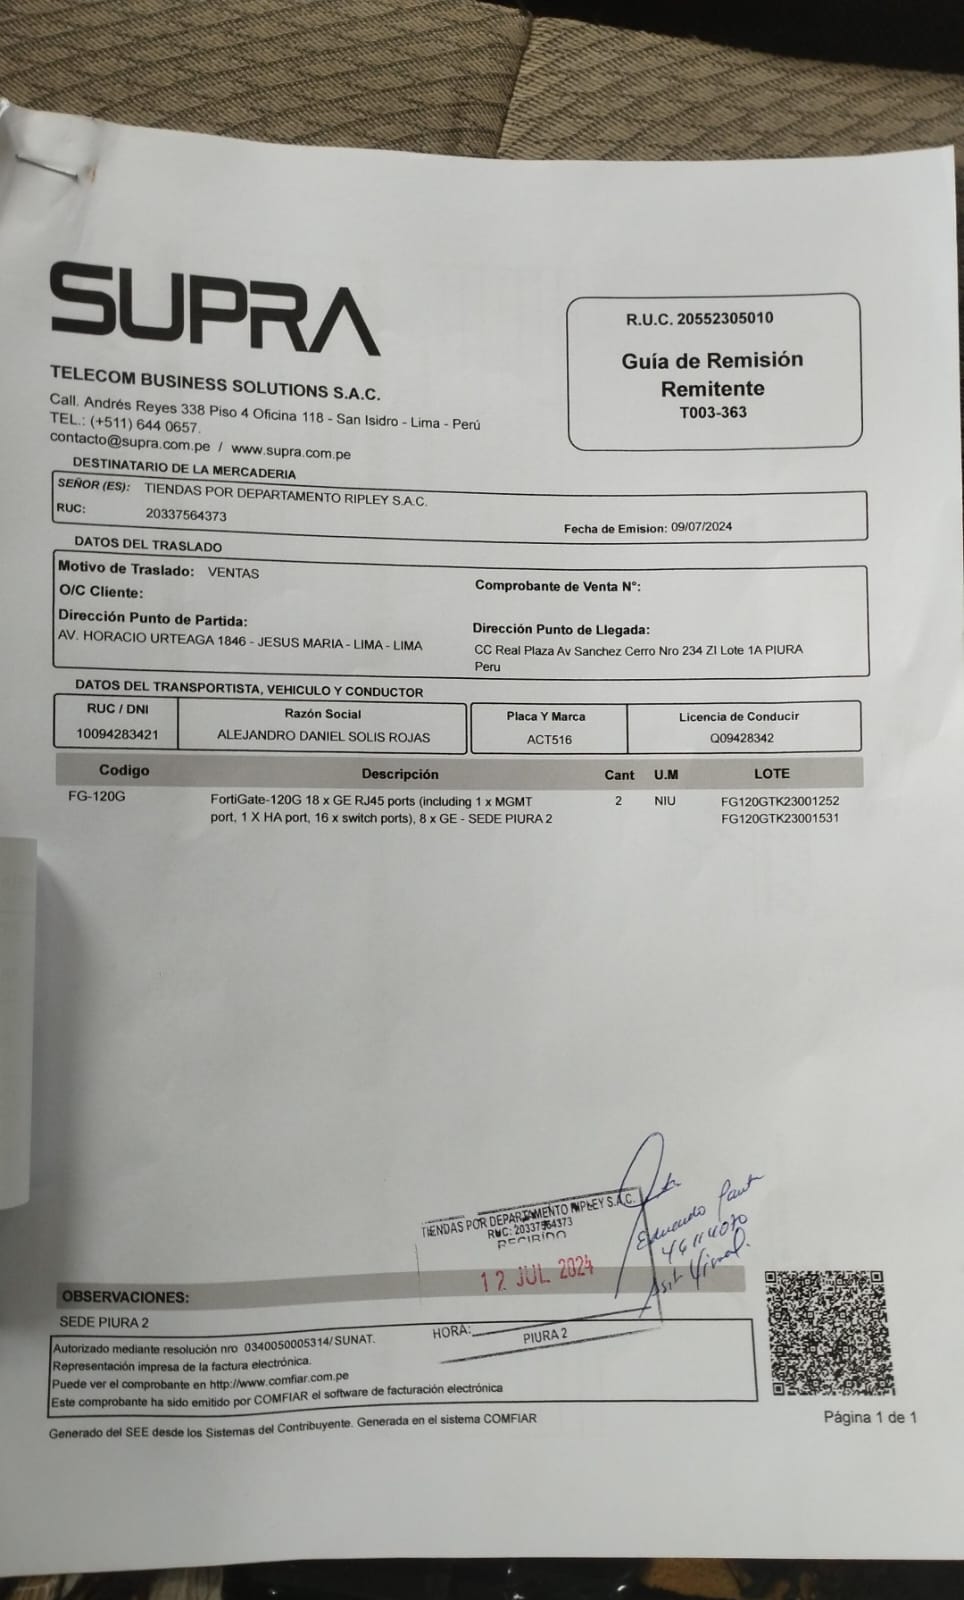 SUPRA
TELECOM BUSINESS SOLUTIONS S.A.C.
Call. Andrés Reyes 338 Piso 4 Oficina 118 - San Isidro - Lima - Perú
TEL.: (+511) 644 0657.
contacto@supra.com.pe / www.supra.com.pe
R.U.C. 20552305010
Guía de Remisión
Remitente
T003-363
DESTINATARIO DE LA MERCADERIA
SEÑOR (ES): TIENDAS POR DEPARTAMENTO RIPLEY S.A.C.
RUC: 20337564373
Fecha de Emision: 09/07/2024
DATOS DEL TRASLADO
Motivo de Traslado: VENTAS
O/C Cliente:
Comprobante de Venta N°:
Dirección Punto de Partida:
AV. HORACIO URTEAGA 1846 - JESUS MARIA - LIMA - LIMA
Dirección Punto de Llegada:
CC Real Plaza Av Sanchez Cerro Nro 234 ZI Lote 1A PIURA
Peru
DATOS DEL TRANSPORTISTA, VEHICULO Y CONDUCTOR
RUC / DNI Razón Social Placa Y Marca Licencia de Conducir
10094283421 ALEJANDRO DANIEL SOLIS ROJAS ACT516 Q09428342
Codigo Descripción Cant U.M LOTE
FG-120G FortiGate-120G 18 x GE RJ45 ports (including 1 x MGMT 2 NIU FG120GTK23001252
port, 1 X HA port, 16 x switch ports), 8 x GE - SEDE PIURA 2 FG120GTK23001531
TIENDAS POR DEPARTAMENTO RIPLEY S.A.C.
RUC: 20337564373
RECIBIDO
12 JUL 2024
HORA:
PIURA 2
Eduardo
OBSERVACIONES:
SEDE PIURA 2
Autorizado mediante resolución nro 0340050005314/SUNAT.
Representación impresa de la factura electrónica.
Puede ver el comprobante en http://www.comfiar.com.pe
Este comprobante ha sido emitido por COMFIAR el software de facturación electrónica
Generado del SEE desde los Sistemas del Contribuyente. Generada en el sistema COMFIAR
Página 1 de 1